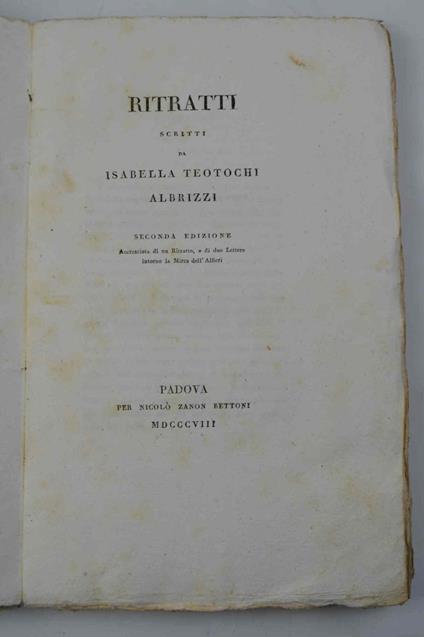 RITRATTI
SCRITTI
DA
ISABELLA TEOTOCHI
ALBRIZZI
SECONDA EDIZIONE
Accresciuta di un Ritratto, e di due Lettere
intorno la Mirra dell'Alfieri
PADOVA
PER NICOLÒ ZANON BETTONI
MDCCCVIII